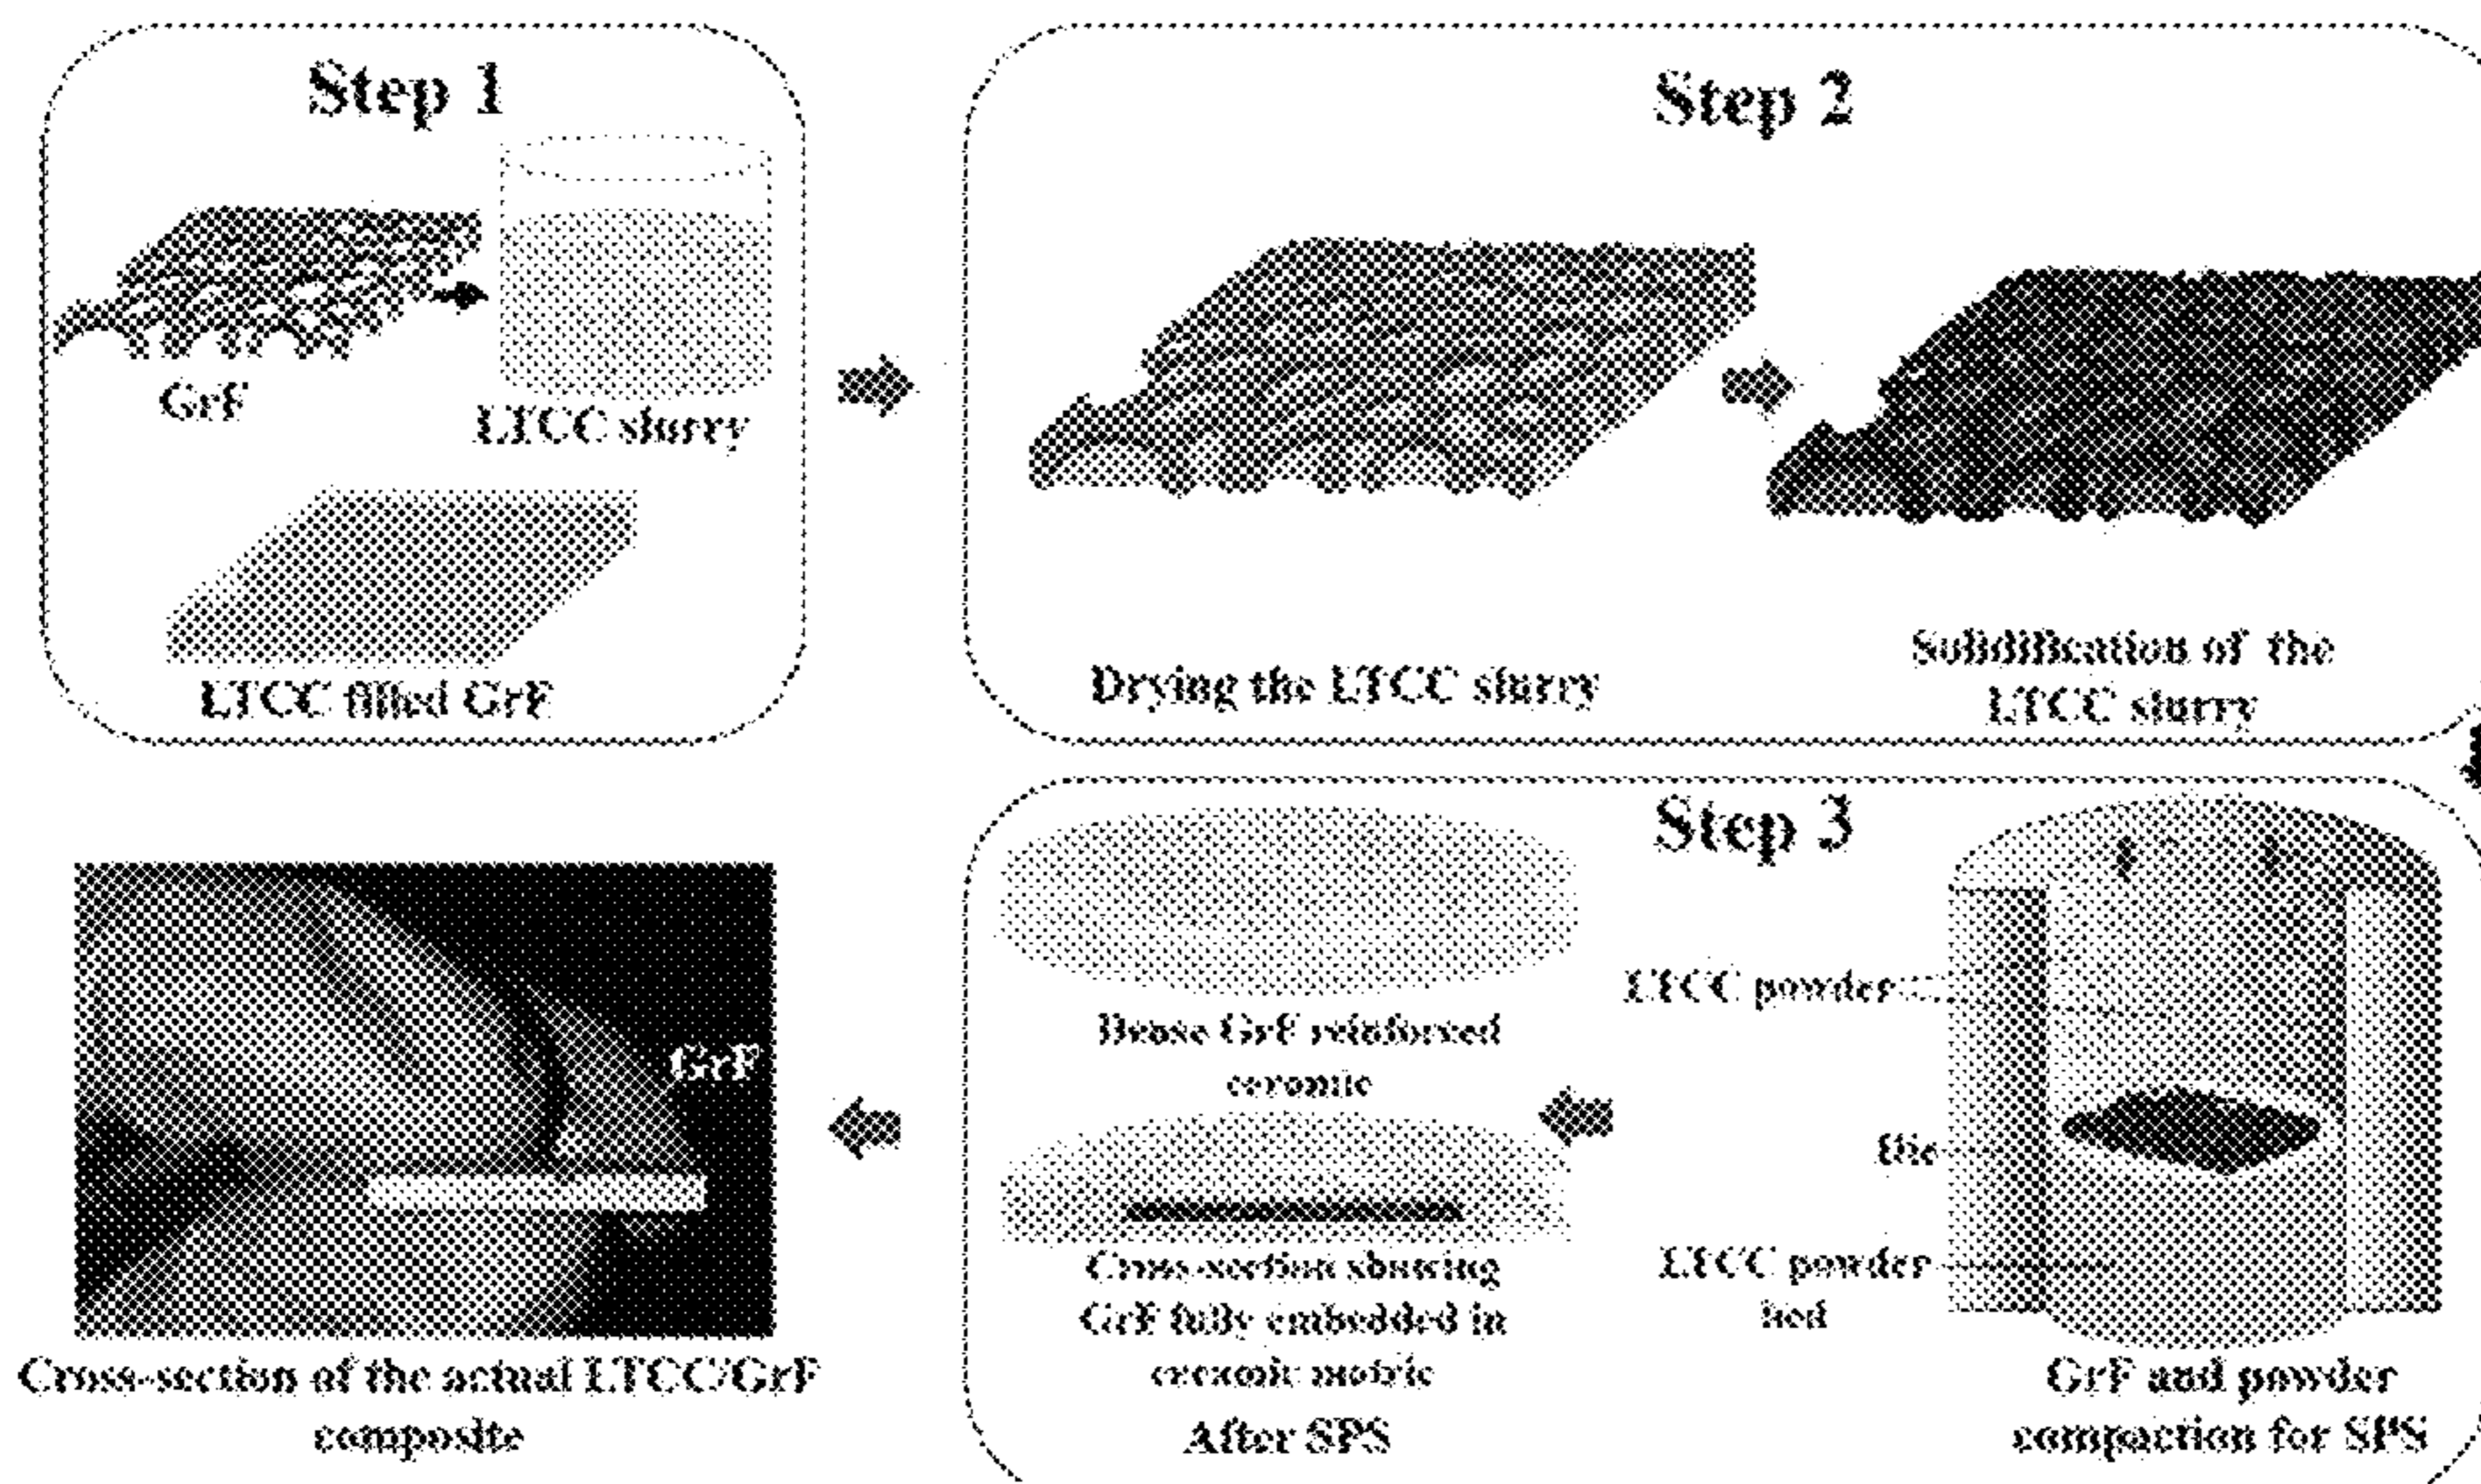 Step 1
GrF
LTCC slurry
LTCC filled GrF
Step 2
Drying the LTCC slurry
Solidification of the
LTCC slurry
Step 3
LTCC powder
Die
LTCC powder
bed
GrF and powder
compaction for SPS
Dense GrF reinforced
ceramic
Cross-section showing
GrF fully embedded in
ceramic matric
After SPS
GrF
Cross-section of the actual LTCC/GrF
composite